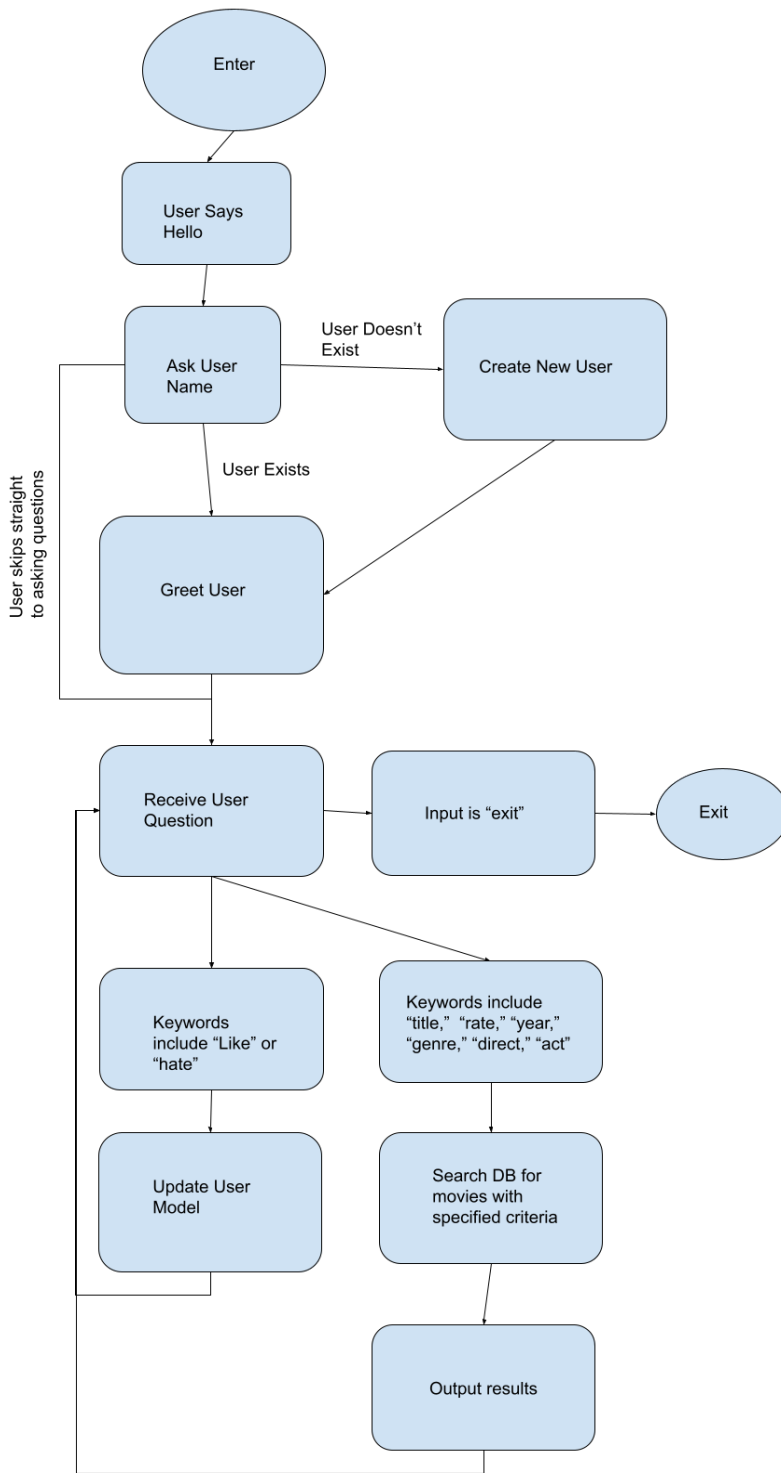 Enter
User Says
Hello
Ask User
Name
User Doesn’t
Exist
Create New User
User Exists
User skips straight
to asking questions
Greet User
Receive User
Question
Input is “exit”
Exit
Keywords
include “Like” or
“hate”
Keywords include
“title,”  “rate,” “year,”
“genre,” “direct,” “act”
Update User
Model
Search DB for
movies with
specified criteria
Output results